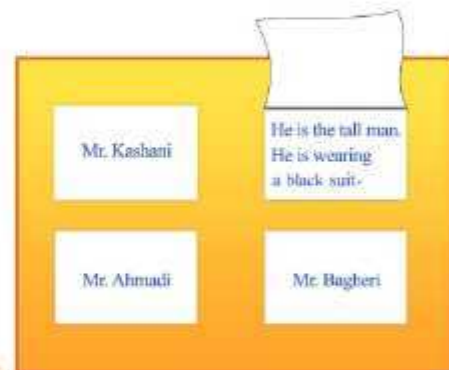 Mr. Kashani
He is the tall man.
He is wearing
a black suit.
Mr. Ahmadi
Mr. Bagheri